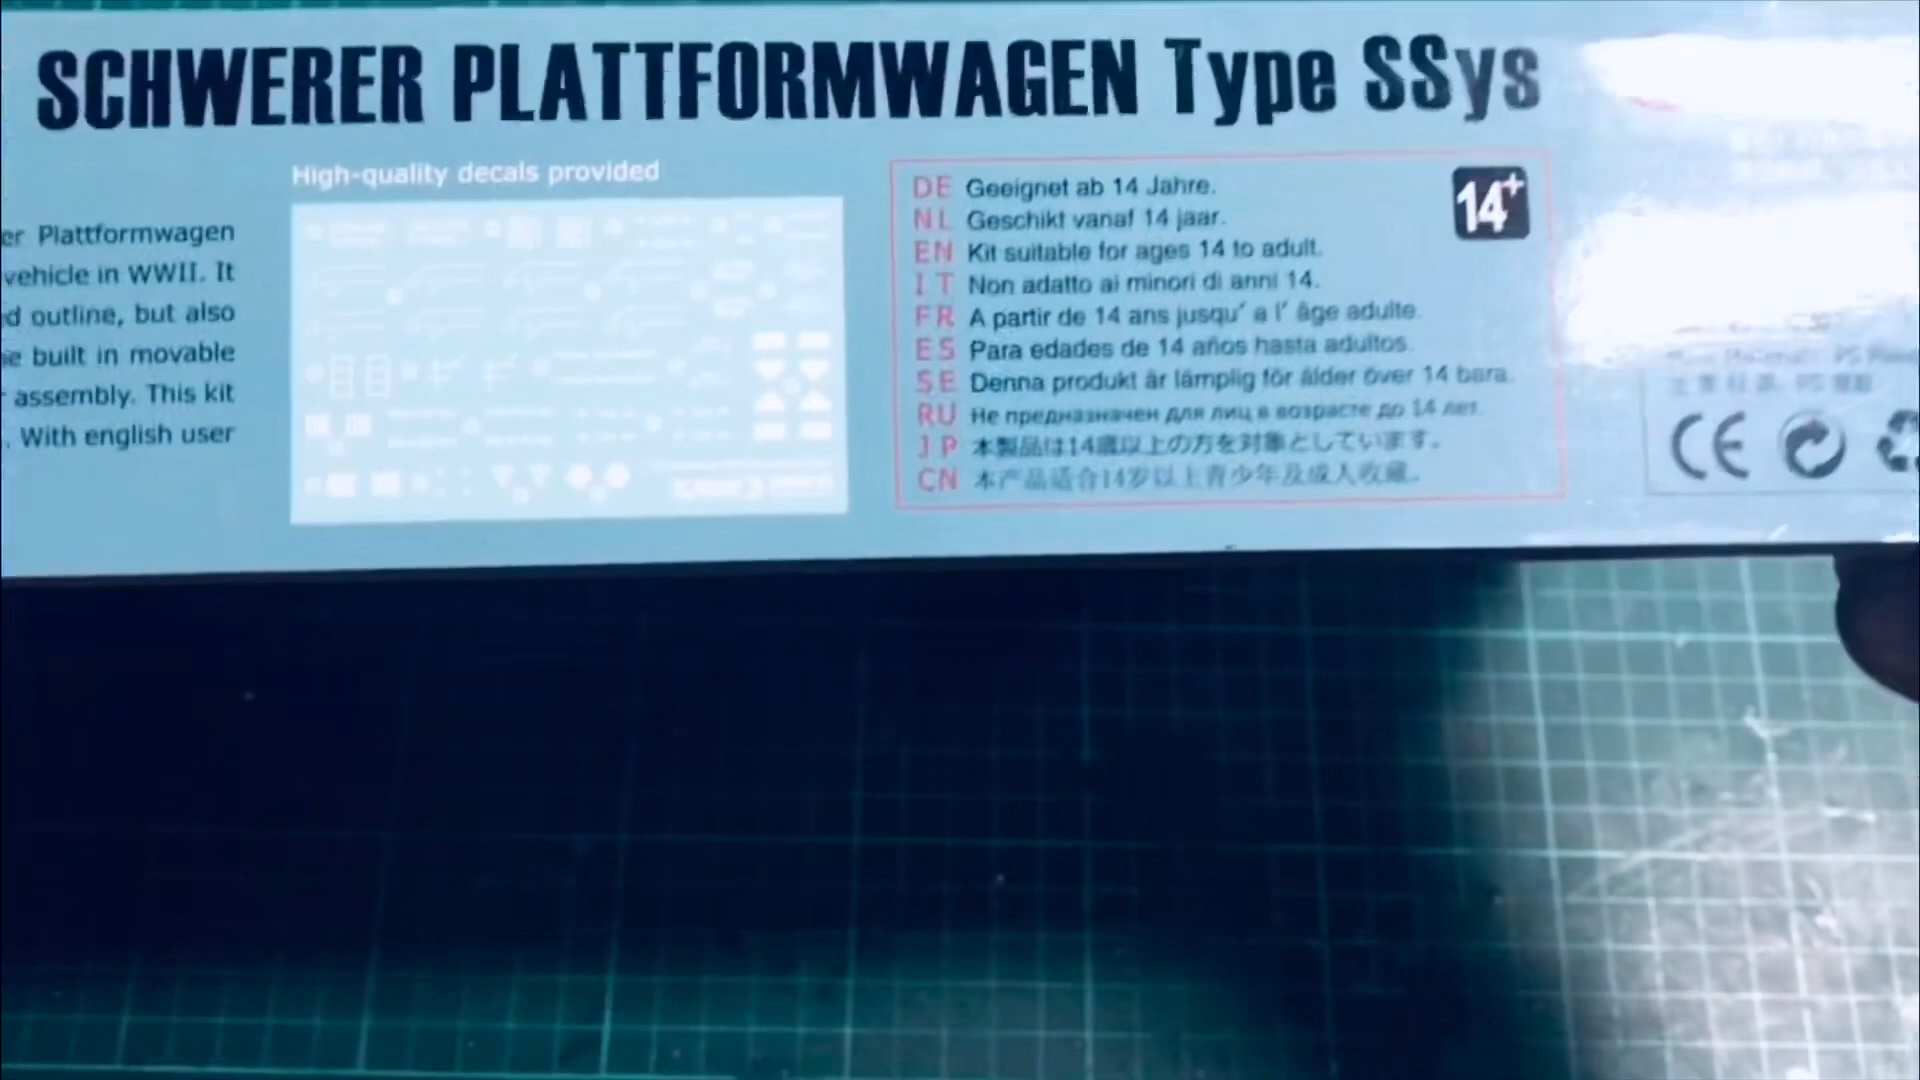 SCHWERER PLATTFORMWAGEN Type SSys
er Plattformwagen
vehicle in WWII. It
d outline, but also
e built in movable
assembly. This kit
. With english user
High-quality decals provided
DE Geeignet ab 14 Jahre.
NL Geschikt vanaf 14 jaar.
EN Kit suitable for ages 14 to adult.
IT Non adatto ai minori di anni 14.
FR A partir de 14 ans jusqu' a l' âge adulte.
ES Para edades de 14 años hasta adultos.
SE Denna produkt är lämplig för ålder över 14 bara.
RU Не предназначен для лиц в возрасте до 14 лет.
JP 本製品は14歳以上の方を対象としています。
CN 本产品适合14岁以上青少年及成人收藏。
14+
CE